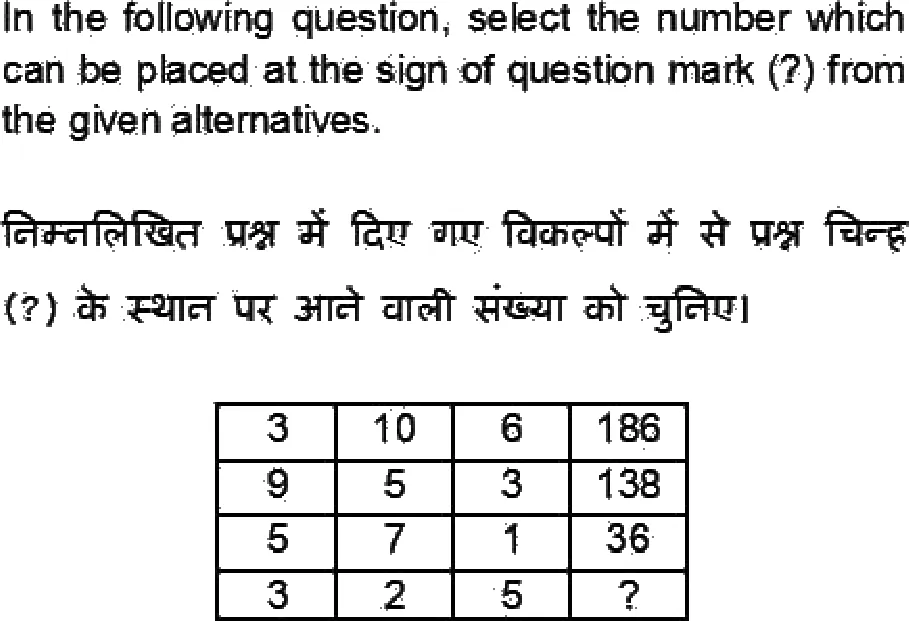 In the following question, select the number which
can be placed at the sign of question mark (?) from
the given alternatives.
निम्नलिखित प्रश्न में दिए गए विकल्पों में से प्रश्न चिन्ह
(?) के स्थान पर आने वाली संख्या को चुनिए।
3 10 6 186
9 5 3 138
5 7 1 36
3 2 5 ?